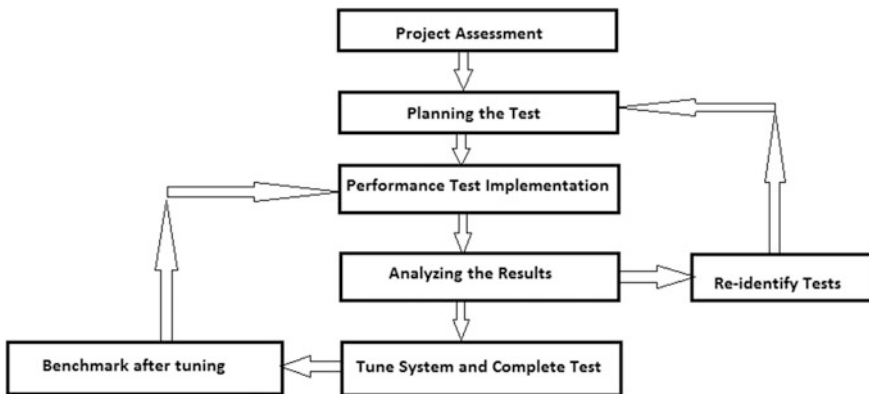 Project Assessment
Planning the Test
Performance Test Implementation
Analyzing the Results
Re-identify Tests
Benchmark after tuning
Tune System and Complete Test